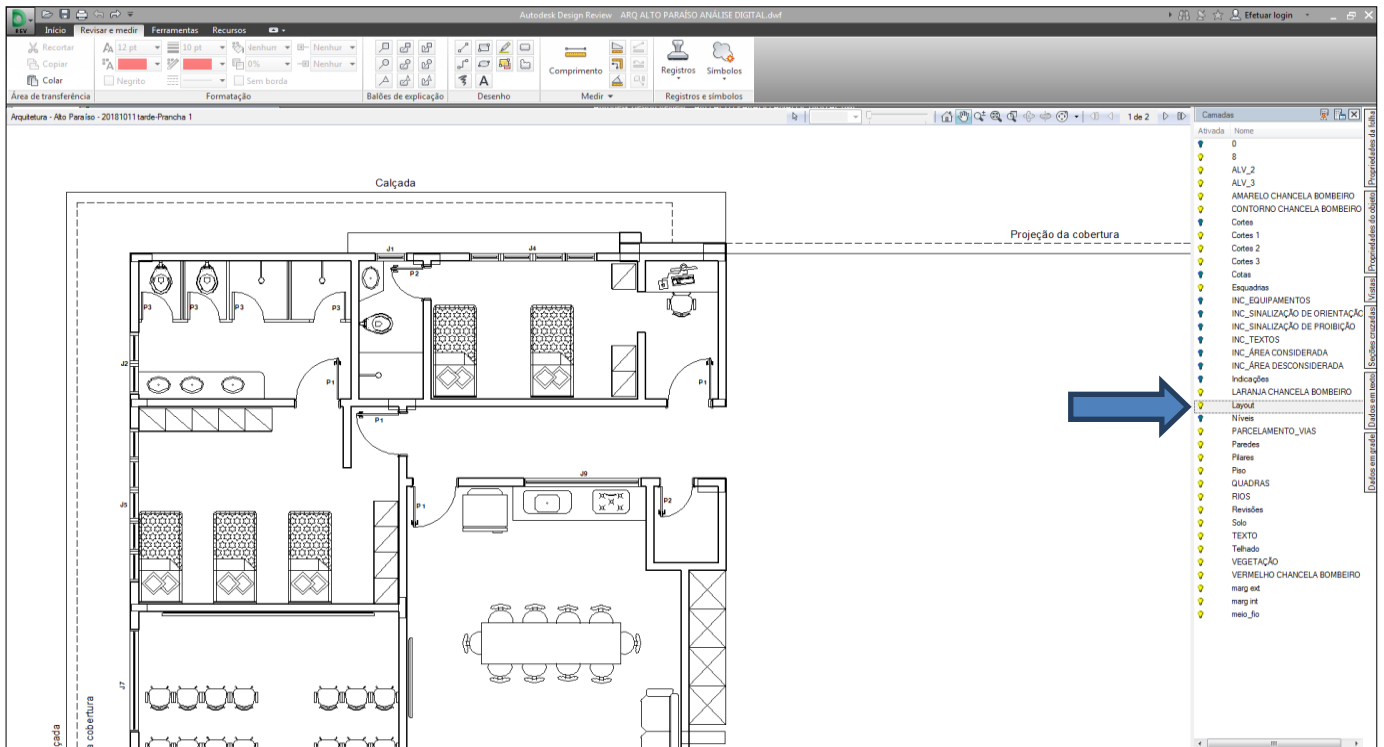 Autodesk Design Review ARQ ALTO PARAÍSO ANÁLISE DIGITAL.dwf
Efetuar login
DEV Início Revisar e medir Ferramentas Recursos
Recortar
Copiar
Colar
Área de transferência
12 pt 10 pt Nenhur
Negrito 0% Nenhur
Sem borda
Formatação
Balões de explicação
A
Desenho
Comprimento
Medir
Registros
Símbolos
Registros e símbolos
Arquitetura - Alto Paraíso - 20181011 tarde-Prancha 1
1 de 2
Calçada
Projeção da cobertura
J1
J4
P2
P3
P3
P3
P3
J2
P1
P1
P1
J9
J5
P1
P2
J7
Camadas
Ativada Nome
0
8
ALV_2
ALV_3
AMARELO CHANCELA BOMBEIRO
CONTORNO CHANCELA BOMBEIRO
Cortes
Cortes 1
Cortes 2
Cortes 3
Cotas
Esquadrias
INC_EQUIPAMENTOS
INC_SINALIZAÇÃO DE ORIENTAÇÃC
INC_SINALIZAÇÃO DE PROIBIÇÃO
INC_TEXTOS
INC_ÁREA CONSIDERADA
INC_ÁREA DESCONSIDERADA
Indicações
LARANJA CHANCELA BOMBEIRO
Layout
Níveis
PARCELAMENTO_VIAS
Paredes
Pilares
Piso
QUADRAS
RIOS
Revisões
Solo
TEXTO
Telhado
VEGETAÇÃO
VERMELHO CHANCELA BOMBEIRO
marg ext
marg int
meio_fio
Propriedades da folha
Propriedades do objeto
Vistas
Seções cruzadas
Dados em texto
Dados em grade
çada
a cobertura